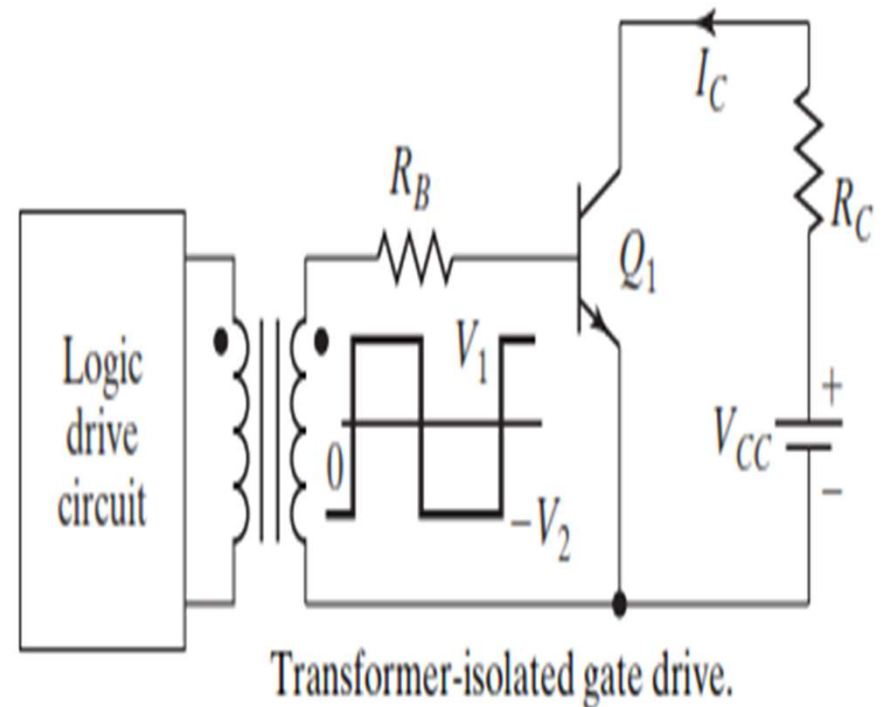 I_C
R_B
R_C
Q_1
Logic
drive
circuit
V_1
0
–V_2
V_CC
+
–
Transformer-isolated gate drive.